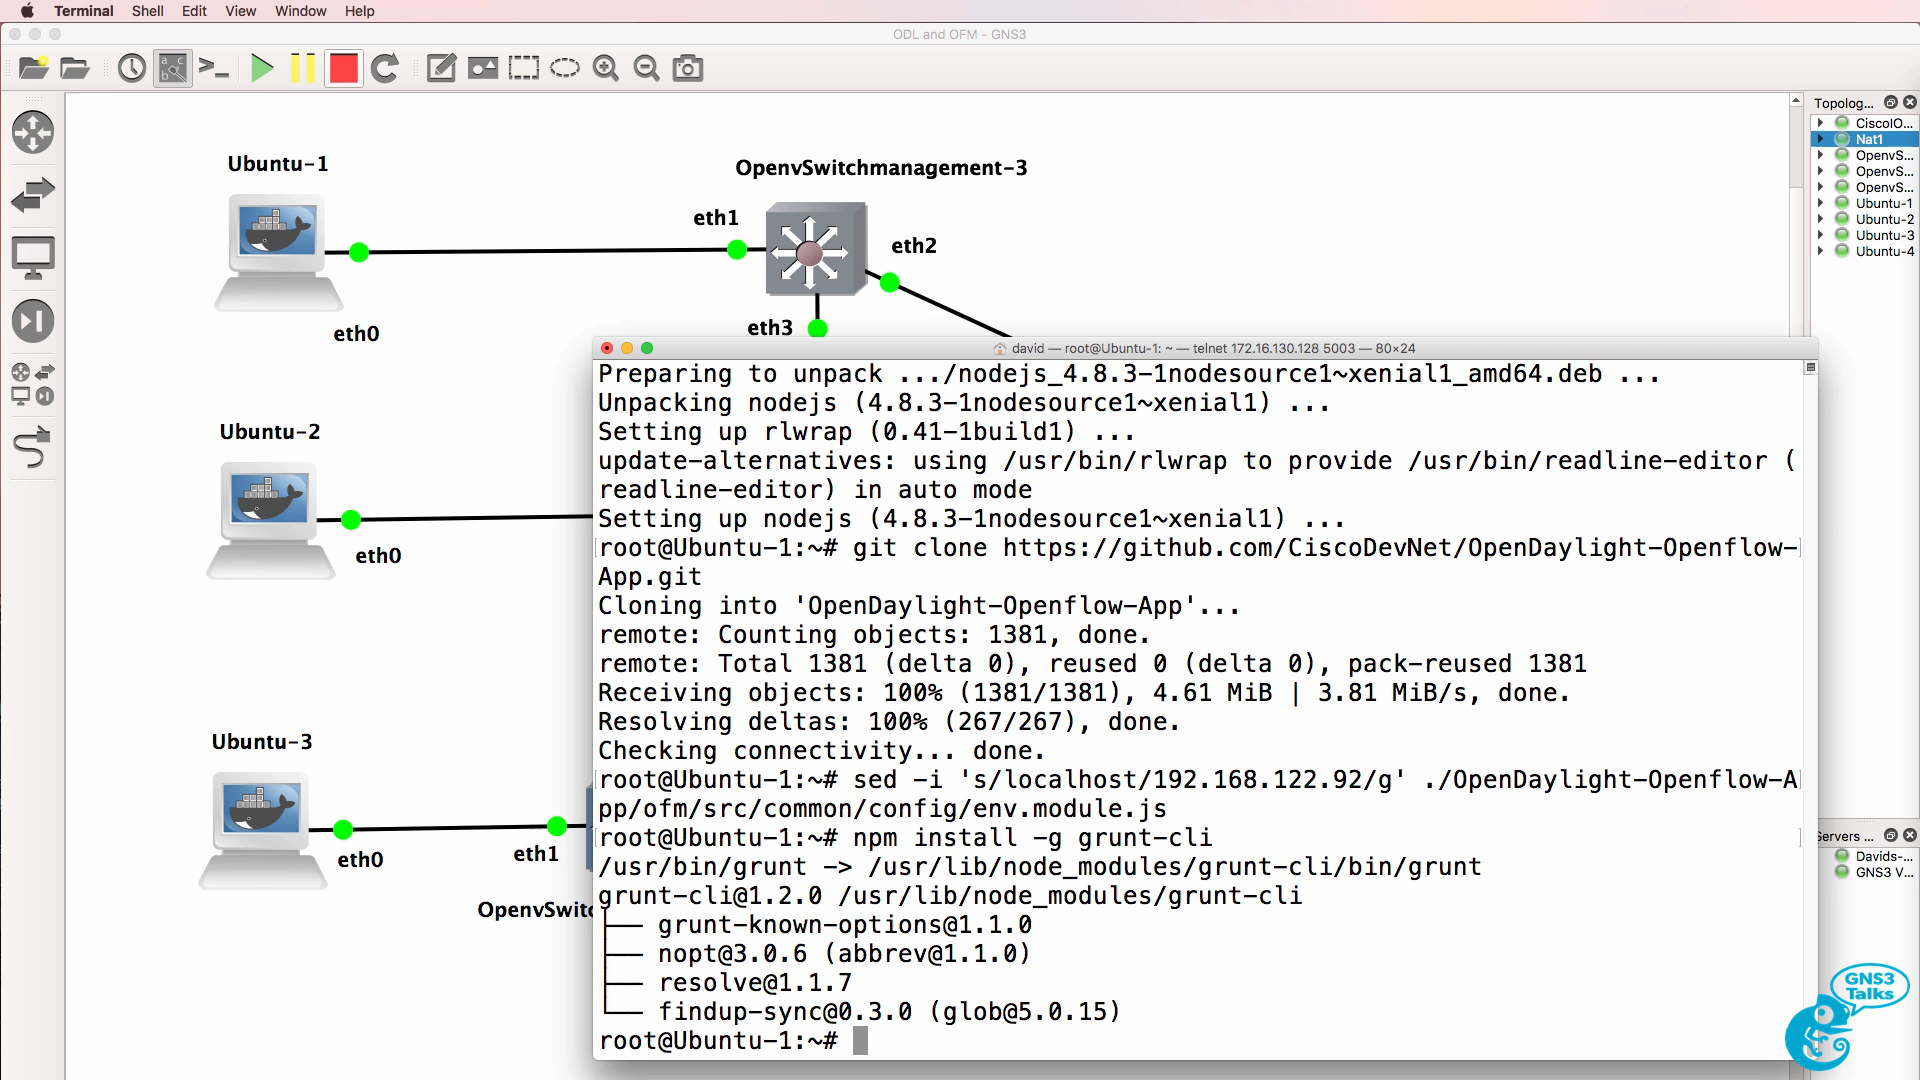 Terminal Shell Edit View Window Help
ODL and OFM - GNS3
Ubuntu-1
eth0
OpenvSwitchmanagement-3
eth1
eth2
eth3
Ubuntu-2
eth0
Ubuntu-3
eth0
eth1
OpenvSwitc
david — root@Ubuntu-1: ~ — telnet 172.16.130.128 5003 — 80×24
Preparing to unpack .../nodejs_4.8.3-1nodesource1~xenial1_amd64.deb ...
Unpacking nodejs (4.8.3-1nodesource1~xenial1) ...
Setting up rlwrap (0.41-1build1) ...
update-alternatives: using /usr/bin/rlwrap to provide /usr/bin/readline-editor (
readline-editor) in auto mode
Setting up nodejs (4.8.3-1nodesource1~xenial1) ...
root@Ubuntu-1:~# git clone https://github.com/CiscoDevNet/OpenDaylight-Openflow-
App.git
Cloning into 'OpenDaylight-Openflow-App'...
remote: Counting objects: 1381, done.
remote: Total 1381 (delta 0), reused 0 (delta 0), pack-reused 1381
Receiving objects: 100% (1381/1381), 4.61 MiB | 3.81 MiB/s, done.
Resolving deltas: 100% (267/267), done.
Checking connectivity... done.
root@Ubuntu-1:~# sed -i 's/localhost/192.168.122.92/g' ./OpenDaylight-Openflow-A
pp/ofm/src/common/config/env.module.js
root@Ubuntu-1:~# npm install -g grunt-cli
/usr/bin/grunt -> /usr/lib/node_modules/grunt-cli/bin/grunt
grunt-cli@1.2.0 /usr/lib/node_modules/grunt-cli
├── grunt-known-options@1.1.0
├── nopt@3.0.6 (abbrev@1.1.0)
├── resolve@1.1.7
└── findup-sync@0.3.0 (glob@5.0.15)
root@Ubuntu-1:~#
Topolog...
CiscoIO...
Nat1
OpenvS...
OpenvS...
OpenvS...
Ubuntu-1
Ubuntu-2
Ubuntu-3
Ubuntu-4
Servers ...
Davids-...
GNS3 V...
GNS3
Talks